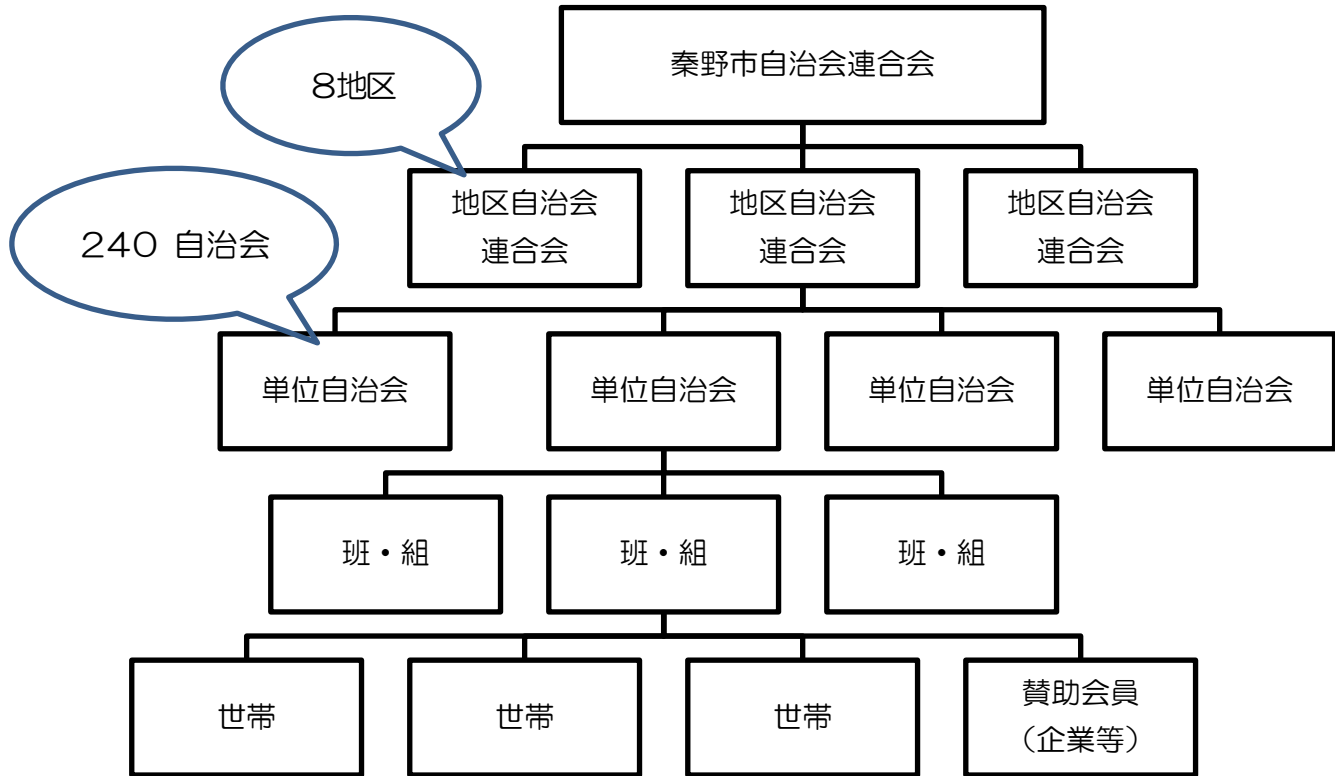 秦野市自治会連合会
8地区
地区自治会
連合会
地区自治会
連合会
地区自治会
連合会
240 自治会
単位自治会
単位自治会
単位自治会
単位自治会
班・組
班・組
班・組
世帯
世帯
世帯
賛助会員
（企業等）